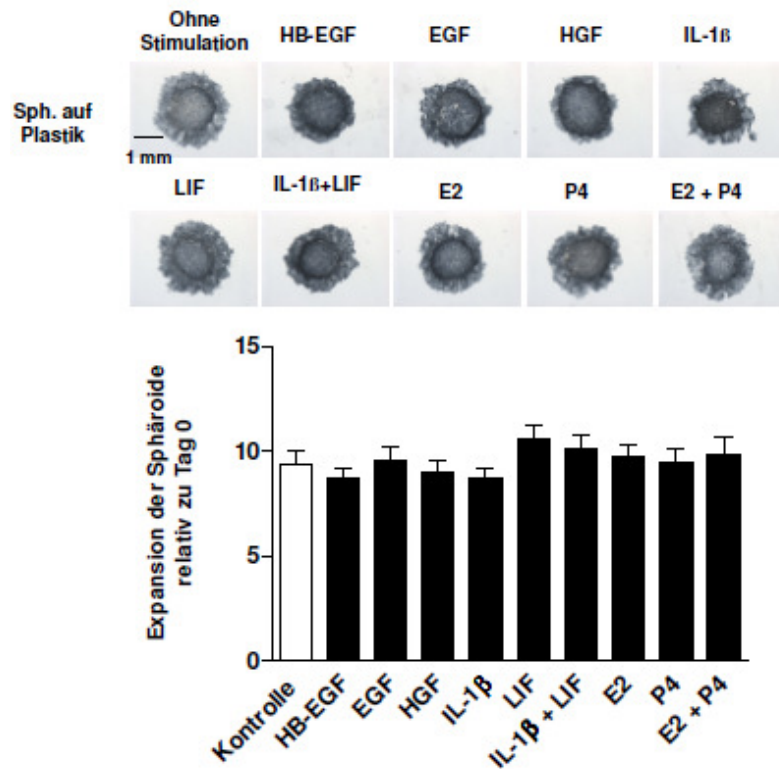 Ohne
Stimulation
HB-EGF
EGF
HGF
IL-1ß
Sph. auf
Plastik
1 mm
LIF
IL-1ß+LIF
E2
P4
E2 + P4
Expansion der Sphäroide
relativ zu Tag 0
15
10
5
0
Kontrolle
HB-EGF
EGF
HGF
IL-1β
LIF
IL-1β + LIF
E2
P4
E2 + P4